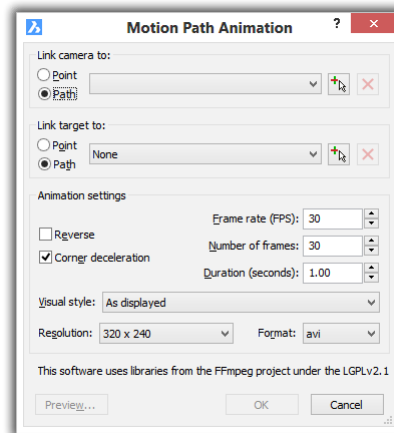 Motion Path Animation ?
Link camera to:
Point
Path
Link target to:
Point
Path
None
Animation settings
Reverse
Corner deceleration
Frame rate (FPS): 30
Number of frames: 30
Duration (seconds): 1.00
Visual style: As displayed
Resolution: 320 x 240 Format: avi
This software uses libraries from the FFmpeg project under the LGPLv2.1
Preview... OK Cancel